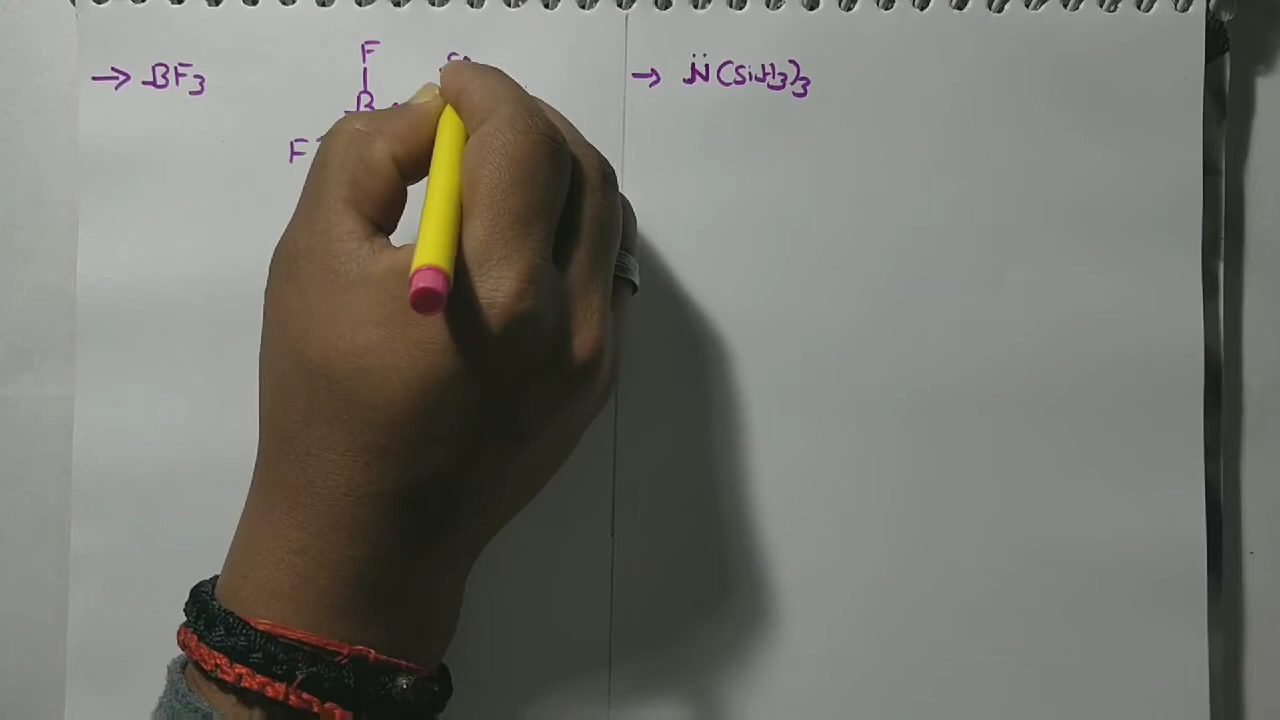 → BF₃
F
B
F
→ N̈(SiH₃)₃